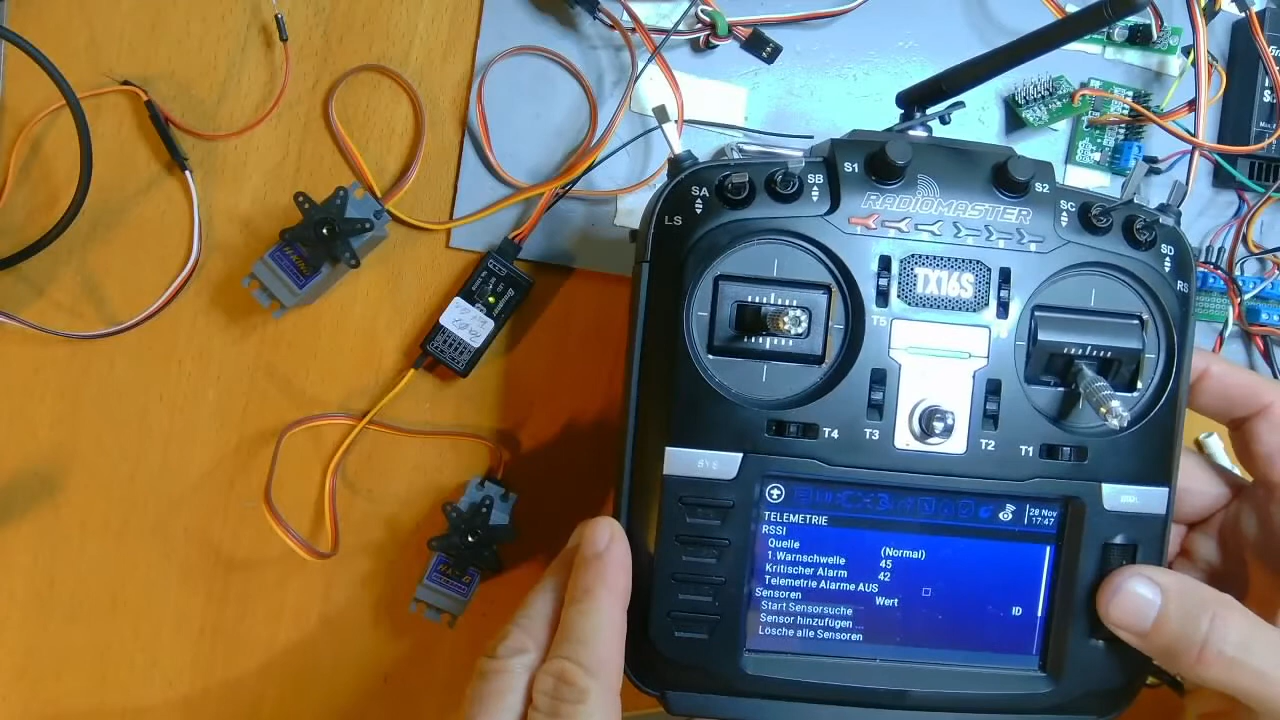 S1
S2
SA
SB
SC
SD
LS
RS
RADIOMASTER
TX16S
T5
T4
T3
T2
T1
SYS
MDL
28 Nov
17:47
TELEMETRIE
RSSI
Quelle (Normal)
1.Warnschwelle 45
Kritischer Alarm 42
Telemetrie Alarme AUS
Sensoren Wert ID
Start Sensorsuche
Sensor hinzufügen ...
Lösche alle Sensoren